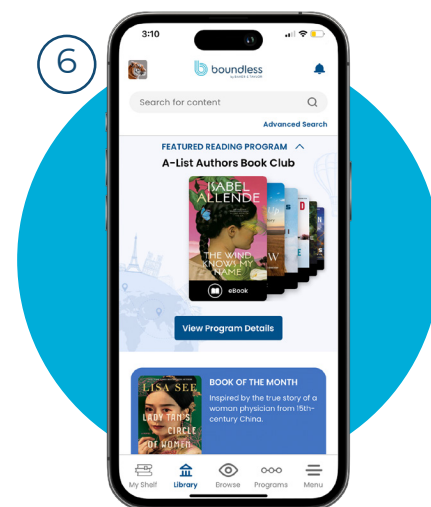 6
3:10
boundless
by BAKER & TAYLOR
Search for content
Advanced Search
FEATURED READING PROGRAM
A-List Authors Book Club
ISABEL
ALLENDE
THE WIND
KNOWS MY
NAME
eBook
View Program Details
LISA SEE
LADY TAN'S
CIRCLE
OF WOMEN
BOOK OF THE MONTH
Inspired by the true story of a
woman physician from 15th-
century China.
My Shelf
Library
Browse
Programs
Menu